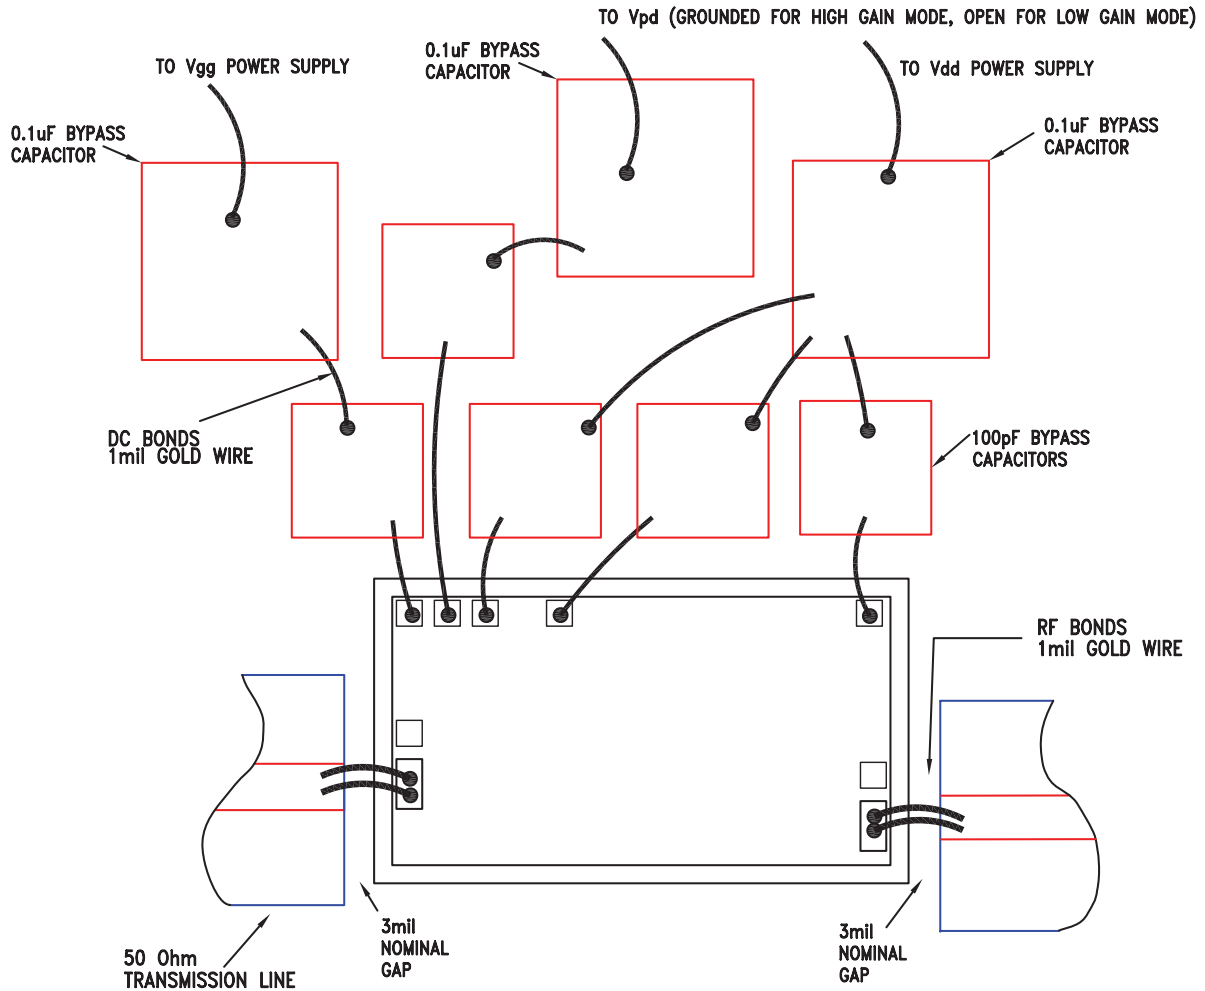 TO Vpd (GROUNDED FOR HIGH GAIN MODE, OPEN FOR LOW GAIN MODE)
0.1uF BYPASS
CAPACITOR
TO Vgg POWER SUPPLY
TO Vdd POWER SUPPLY
0.1uF BYPASS
CAPACITOR
0.1uF BYPASS
CAPACITOR
DC BONDS
1mil GOLD WIRE
100pF BYPASS
CAPACITORS
RF BONDS
1mil GOLD WIRE
3mil
NOMINAL
GAP
3mil
NOMINAL
GAP
50 Ohm
TRANSMISSION LINE